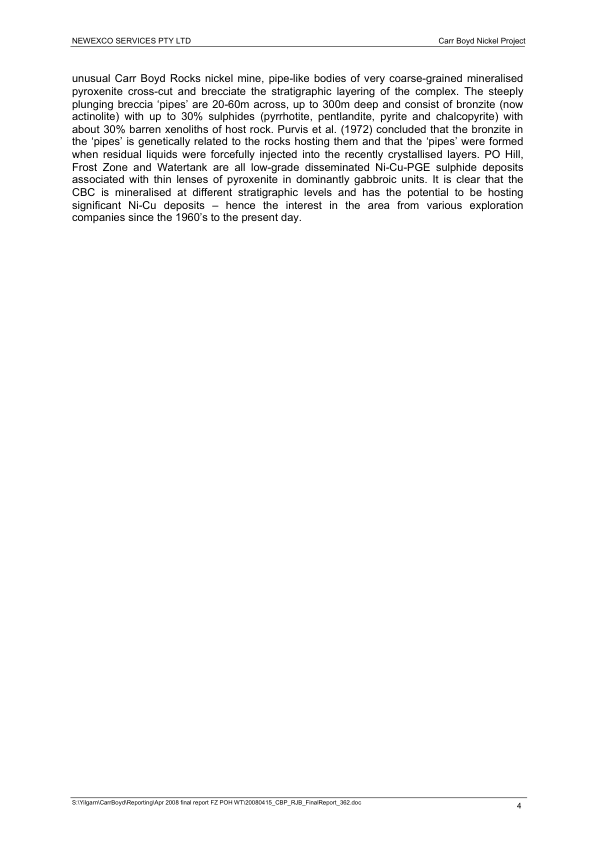 NEWEXCO SERVICES PTY LTD Carr Boyd Nickel Project
unusual Carr Boyd Rocks nickel mine, pipe-like bodies of very coarse-grained mineralised
pyroxenite cross-cut and brecciate the stratigraphic layering of the complex. The steeply
plunging breccia ‘pipes’ are 20-60m across, up to 300m deep and consist of bronzite (now
actinolite) with up to 30% sulphides (pyrrhotite, pentlandite, pyrite and chalcopyrite) with
about 30% barren xenoliths of host rock. Purvis et al. (1972) concluded that the bronzite in
the ‘pipes’ is genetically related to the rocks hosting them and that the ‘pipes’ were formed
when residual liquids were forcefully injected into the recently crystallised layers. PO Hill,
Frost Zone and Watertank are all low-grade disseminated Ni-Cu-PGE sulphide deposits
associated with thin lenses of pyroxenite in dominantly gabbroic units. It is clear that the
CBC is mineralised at different stratigraphic levels and has the potential to be hosting
significant Ni-Cu deposits – hence the interest in the area from various exploration
companies since the 1960’s to the present day.
S:\Yilgarn\CarrBoyd\Reporting\Apr 2008 final report FZ POH WT\20080415_CBP_RJB_FinalReport_362.doc 4